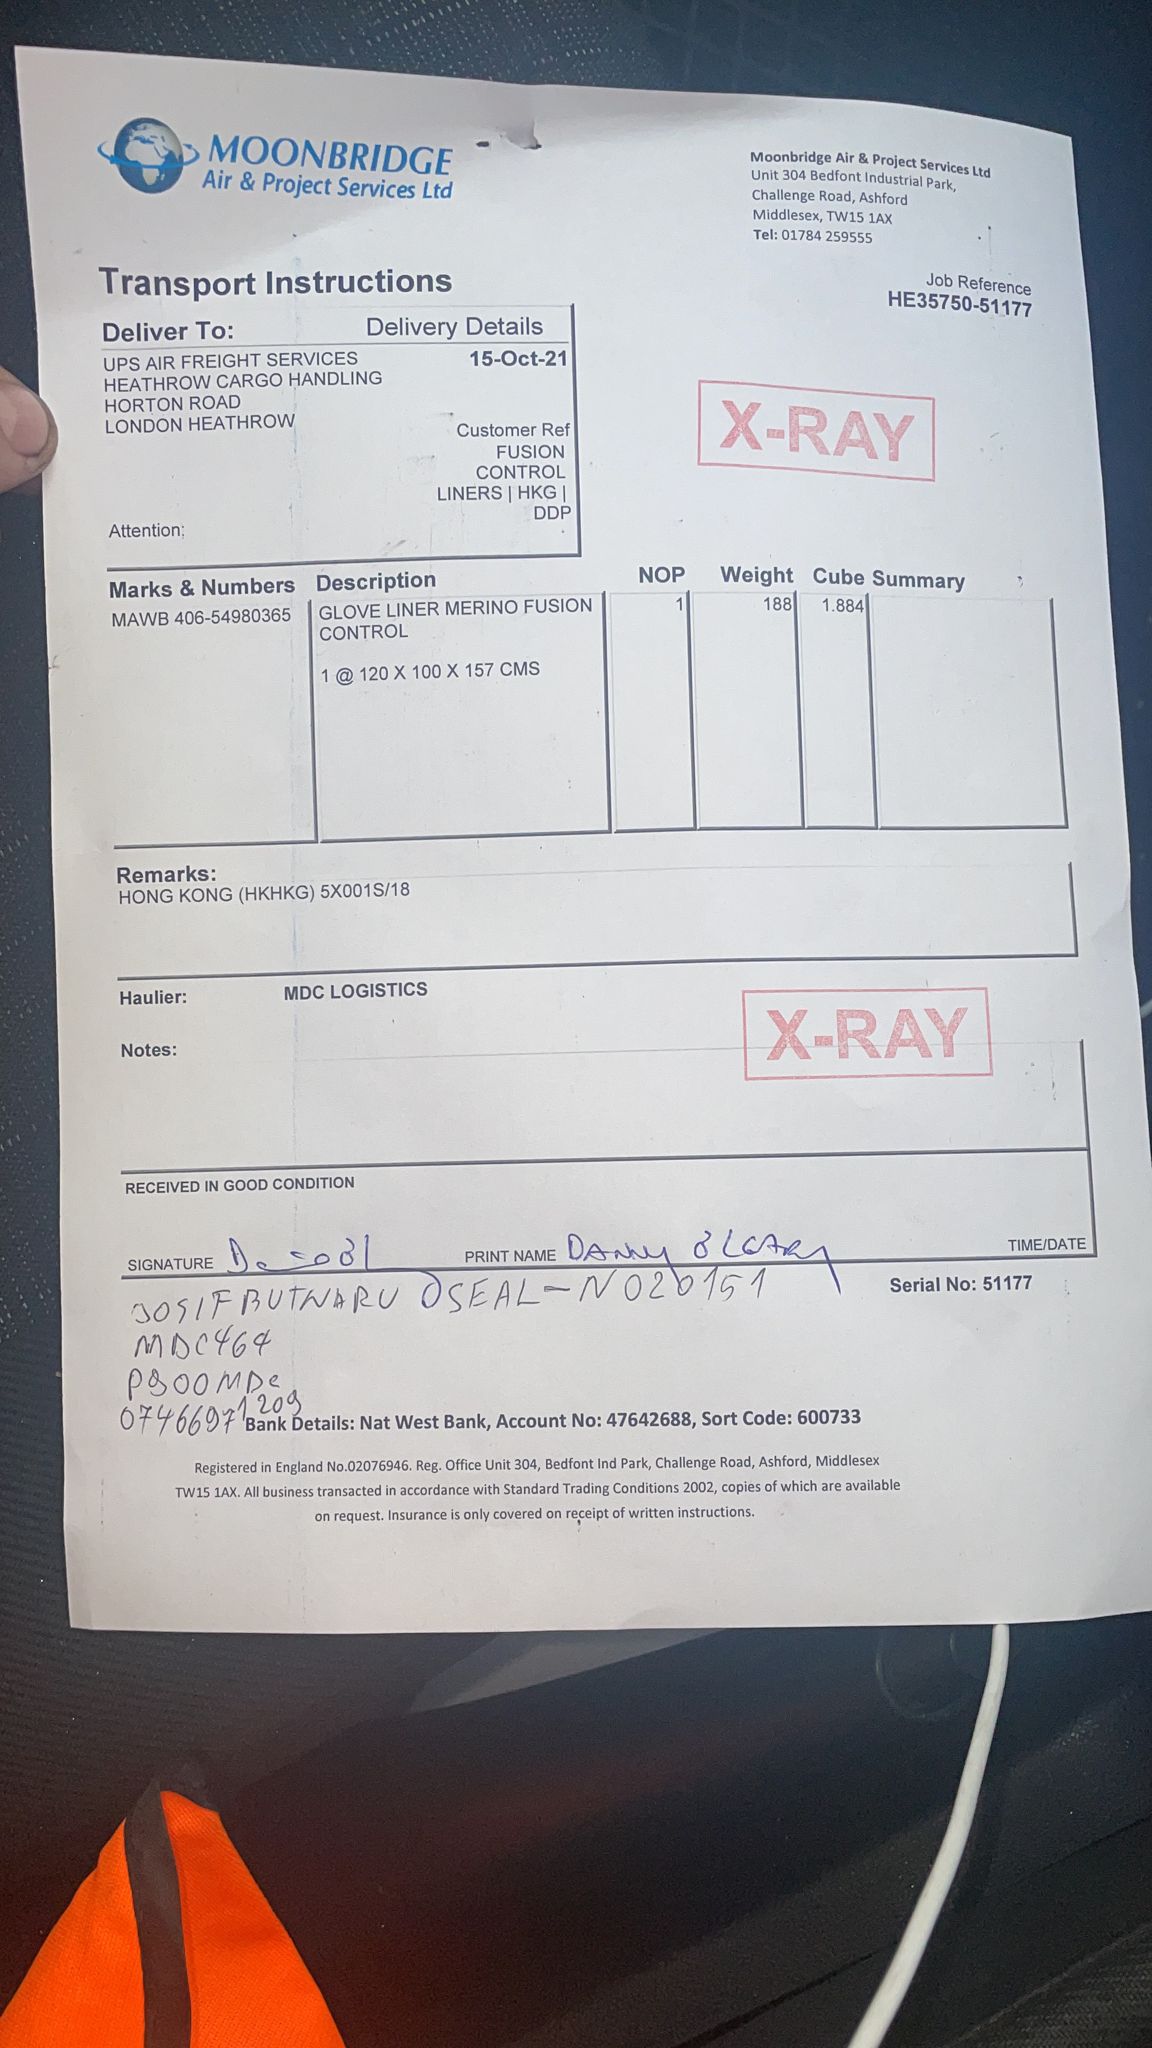 MOONBRIDGE
Air & Project Services Ltd
Moonbridge Air & Project Services Ltd
Unit 304 Bedfont Industrial Park,
Challenge Road, Ashford
Middlesex, TW15 1AX
Tel: 01784 259555
Transport Instructions
Job Reference
HE35750-51177
Deliver To: Delivery Details
UPS AIR FREIGHT SERVICES 15-Oct-21
HEATHROW CARGO HANDLING
HORTON ROAD
LONDON HEATHROW
Customer Ref
FUSION
CONTROL
LINERS | HKG |
DDP
Attention:
X-RAY
Marks & Numbers Description NOP Weight Cube Summary
MAWB 406-54980365 GLOVE LINER MERINO FUSION 1 188 1.884
CONTROL
1 @ 120 X 100 X 157 CMS
Remarks:
HONG KONG (HKHKG) 5X001S/18
Haulier: MDC LOGISTICS
X-RAY
Notes:
RECEIVED IN GOOD CONDITION
SIGNATURE PRINT NAME DANNY O'LEARY TIME/DATE
BUTNARU SEAL-N020151
Serial No: 51177
MDC464
P900MDC
07466971209
Bank Details: Nat West Bank, Account No: 47642688, Sort Code: 600733
Registered in England No.02076946. Reg. Office Unit 304, Bedfont Ind Park, Challenge Road, Ashford, Middlesex
TW15 1AX. All business transacted in accordance with Standard Trading Conditions 2002, copies of which are available
on request. Insurance is only covered on receipt of written instructions.